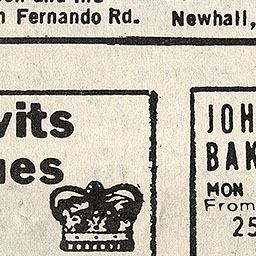 n Fernando Rd. Newhall,
vits
ues
JOH
BAK
MON
From
25